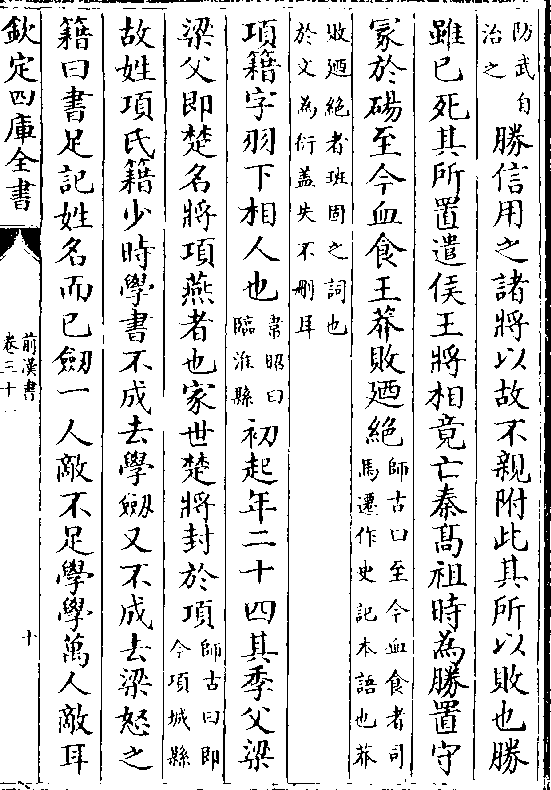 防武自
治之
勝信用之諸將以故不親附此其所以敗也勝
雖已死其所置遣侯王將相竟亡秦髙祖時為勝置守
冢於碭至今血食王莽敗廼絶
師古曰至今血食者司
馬遷作史記本語也莽
敗廼絶者班固之詞也
於文為衍盖失不刪耳
項籍字羽下相人也
韋昭曰
臨淮縣
初起年二十四其季父梁
梁父即楚名將項燕者也家世楚將封於項
師古曰即
今項城縣
故姓項氏籍少時學書不成去學劒又不成去梁怒之
籍曰書足記姓名而已劒一人敵不足學學萬人敵耳
欽定四庫全書
前漢書
卷三十一
十